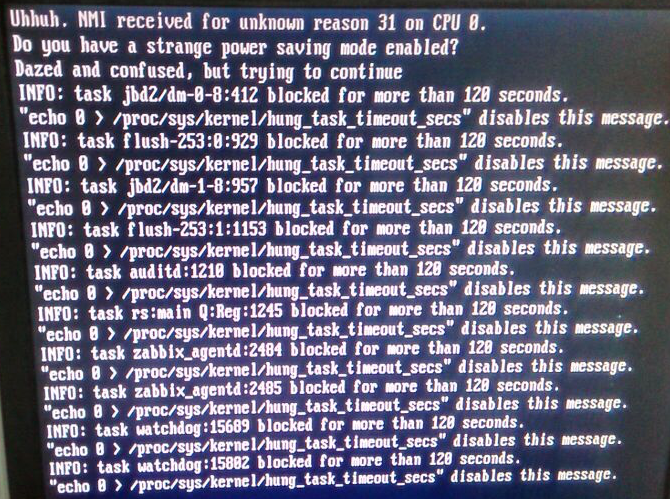 Uhhuh. NMI received for unknown reason 31 on CPU 0.
Do you have a strange power saving mode enabled?
Dazed and confused, but trying to continue
INFO: task jbd2/dm-0-8:412 blocked for more than 120 seconds.
"echo 0 > /proc/sys/kernel/hung_task_timeout_secs" disables this message.
INFO: task flush-253:0:929 blocked for more than 120 seconds.
"echo 0 > /proc/sys/kernel/hung_task_timeout_secs" disables this message.
INFO: task jbd2/dm-1-8:957 blocked for more than 120 seconds.
"echo 0 > /proc/sys/kernel/hung_task_timeout_secs" disables this message.
INFO: task flush-253:1:1153 blocked for more than 120 seconds.
"echo 0 > /proc/sys/kernel/hung_task_timeout_secs" disables this message.
INFO: task auditd:1210 blocked for more than 120 seconds.
"echo 0 > /proc/sys/kernel/hung_task_timeout_secs" disables this message.
INFO: task rs:main Q:Reg:1245 blocked for more than 120 seconds.
"echo 0 > /proc/sys/kernel/hung_task_timeout_secs" disables this message.
INFO: task zabbix_agentd:2484 blocked for more than 120 seconds.
"echo 0 > /proc/sys/kernel/hung_task_timeout_secs" disables this message.
INFO: task zabbix_agentd:2485 blocked for more than 120 seconds.
"echo 0 > /proc/sys/kernel/hung_task_timeout_secs" disables this message.
INFO: task watchdog:15609 blocked for more than 120 seconds.
"echo 0 > /proc/sys/kernel/hung_task_timeout_secs" disables this message.
INFO: task watchdog:15802 blocked for more than 120 seconds.
"echo 0 > /proc/sys/kernel/hung_task_timeout_secs" disables this message.